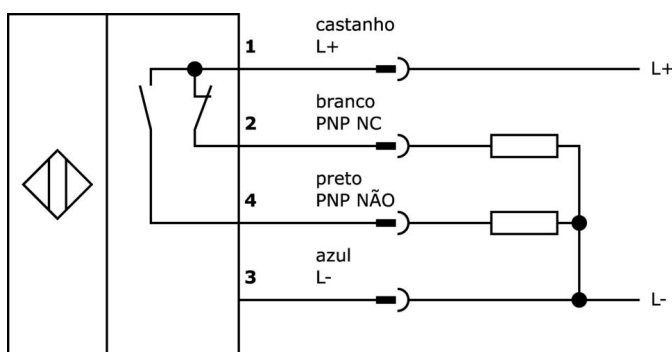 castanho
1 L+
L+
branco
2 PNP NC
preto
4 PNP NÃO
azul
3 L-
L-